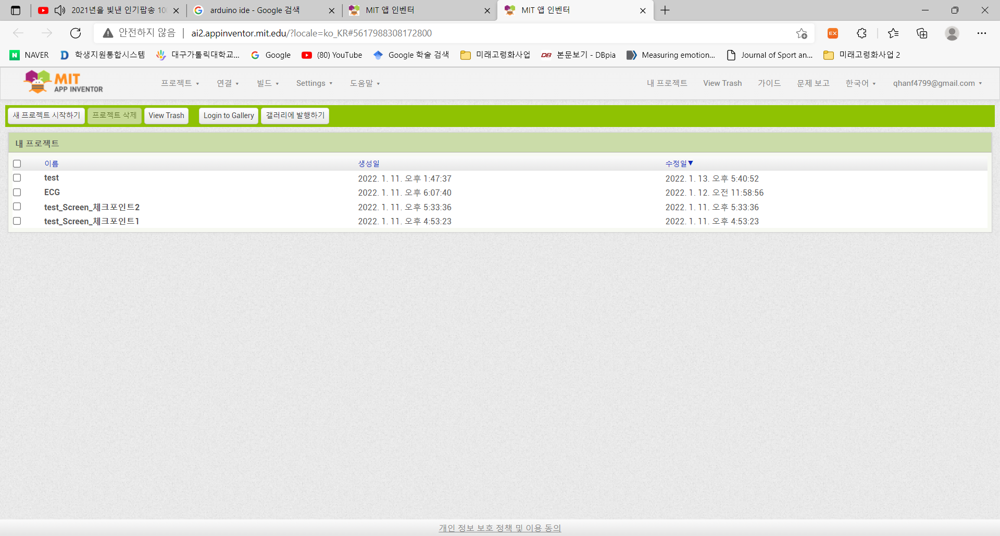 2021년을 빛낸 인기팝송
arduino ide - Google 검색
MIT 앱 인벤터
MIT 앱 인벤터
안전하지 않음 | ai2.appinventor.mit.edu/?locale=ko_KR#5617988308172800
EX
N NAVER
D 학생지원통합시스템
대구가톨릭대학교...
Google
(80) YouTube
Google 학술 검색
미래고령화사업
DB 본문보기 - DBpia
Measuring emotion...
Journal of Sport an...
미래고령화사업 2
MIT
APP INVENTOR
프로젝트 연결 빌드 Settings 도움말
내 프로젝트 View Trash 가이드 문제 보고 한국어 qhanf4799@gmail.com
새 프로젝트 시작하기 프로젝트 삭제 View Trash Login to Gallery 갤러리에 발행하기
내 프로젝트
이름 생성일 수정일▼
test 2022. 1. 11. 오후 1:47:37 2022. 1. 13. 오후 5:40:52
ECG 2022. 1. 11. 오후 6:07:40 2022. 1. 12. 오전 11:58:56
test_Screen_체크포인트2 2022. 1. 11. 오후 5:33:36 2022. 1. 11. 오후 5:33:36
test_Screen_체크포인트1 2022. 1. 11. 오후 4:53:23 2022. 1. 11. 오후 4:53:23
개인 정보 보호 정책 및 이용 동의